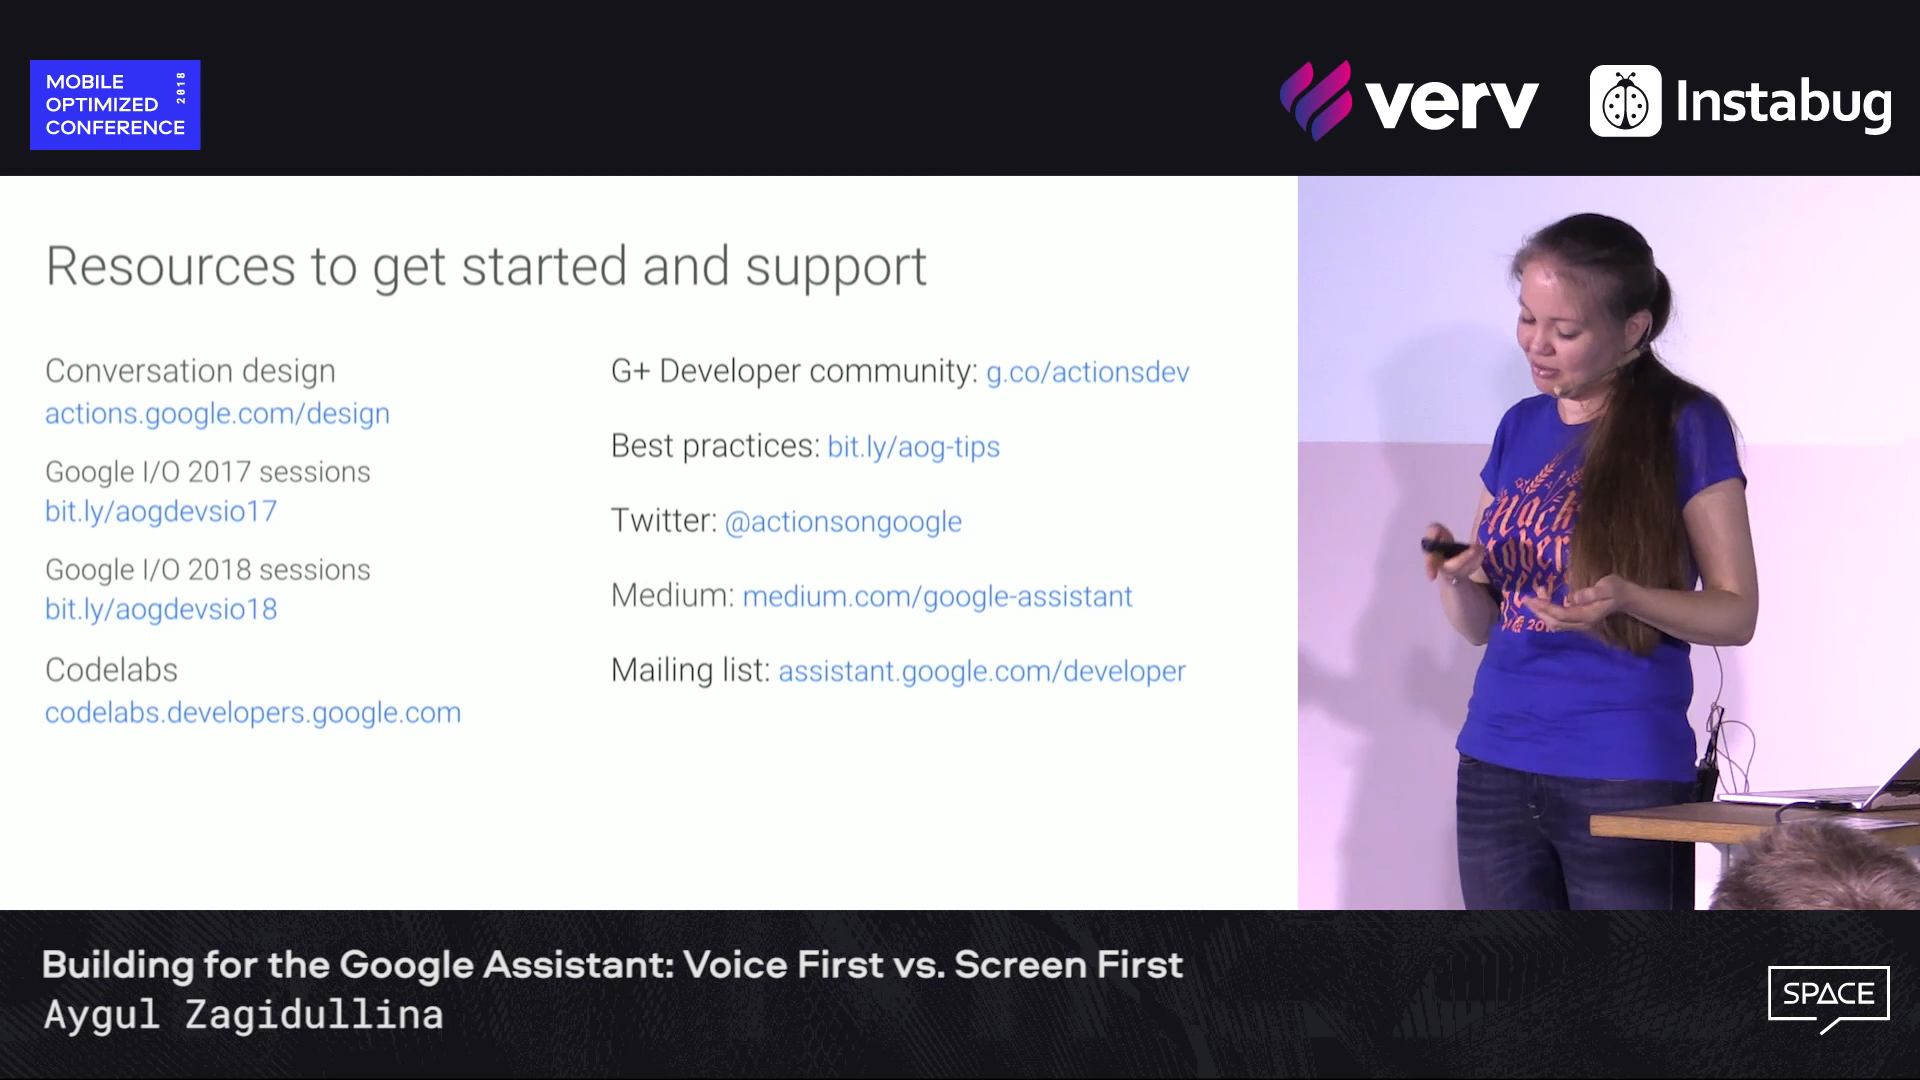 MOBILE
OPTIMIZED
CONFERENCE
2018
verv
Instabug
Resources to get started and support
Conversation design
actions.google.com/design
Google I/O 2017 sessions
bit.ly/aogdevsio17
Google I/O 2018 sessions
bit.ly/aogdevsio18
Codelabs
codelabs.developers.google.com
G+ Developer community: g.co/actionsdev
Best practices: bit.ly/aog-tips
Twitter: @actionsongoogle
Medium: medium.com/google-assistant
Mailing list: assistant.google.com/developer
Hack
Building for the Google Assistant: Voice First vs. Screen First
Aygul Zagidullina
SPACE